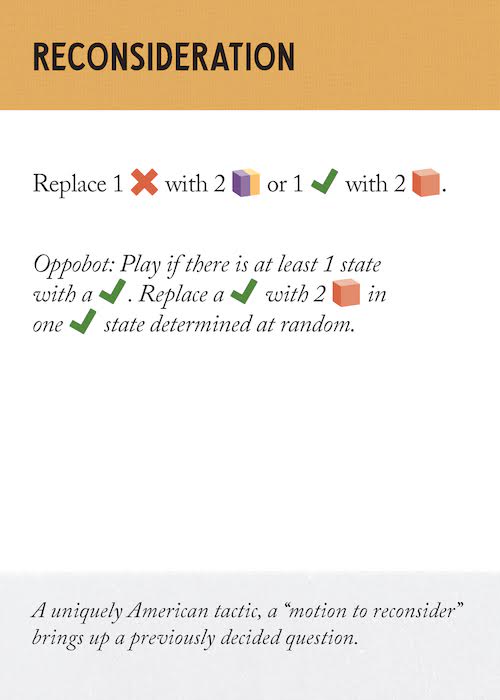 RECONSIDERATION
Replace 1 ❌ with 2 or 1 ✔ with 2 .
Oppobot: Play if there is at least 1 state
with a ✔ . Replace a ✔ with 2 in
one ✔ state determined at random.
A uniquely American tactic, a “motion to reconsider”
brings up a previously decided question.